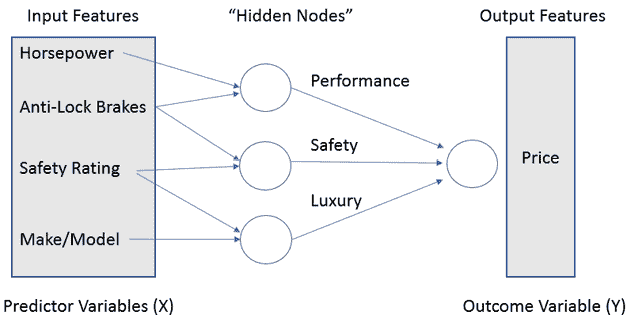 Input Features
“Hidden Nodes”
Output Features
Horsepower
Anti-Lock Brakes
Safety Rating
Make/Model
Performance
Safety
Luxury
Price
Predictor Variables (X)
Outcome Variable (Y)